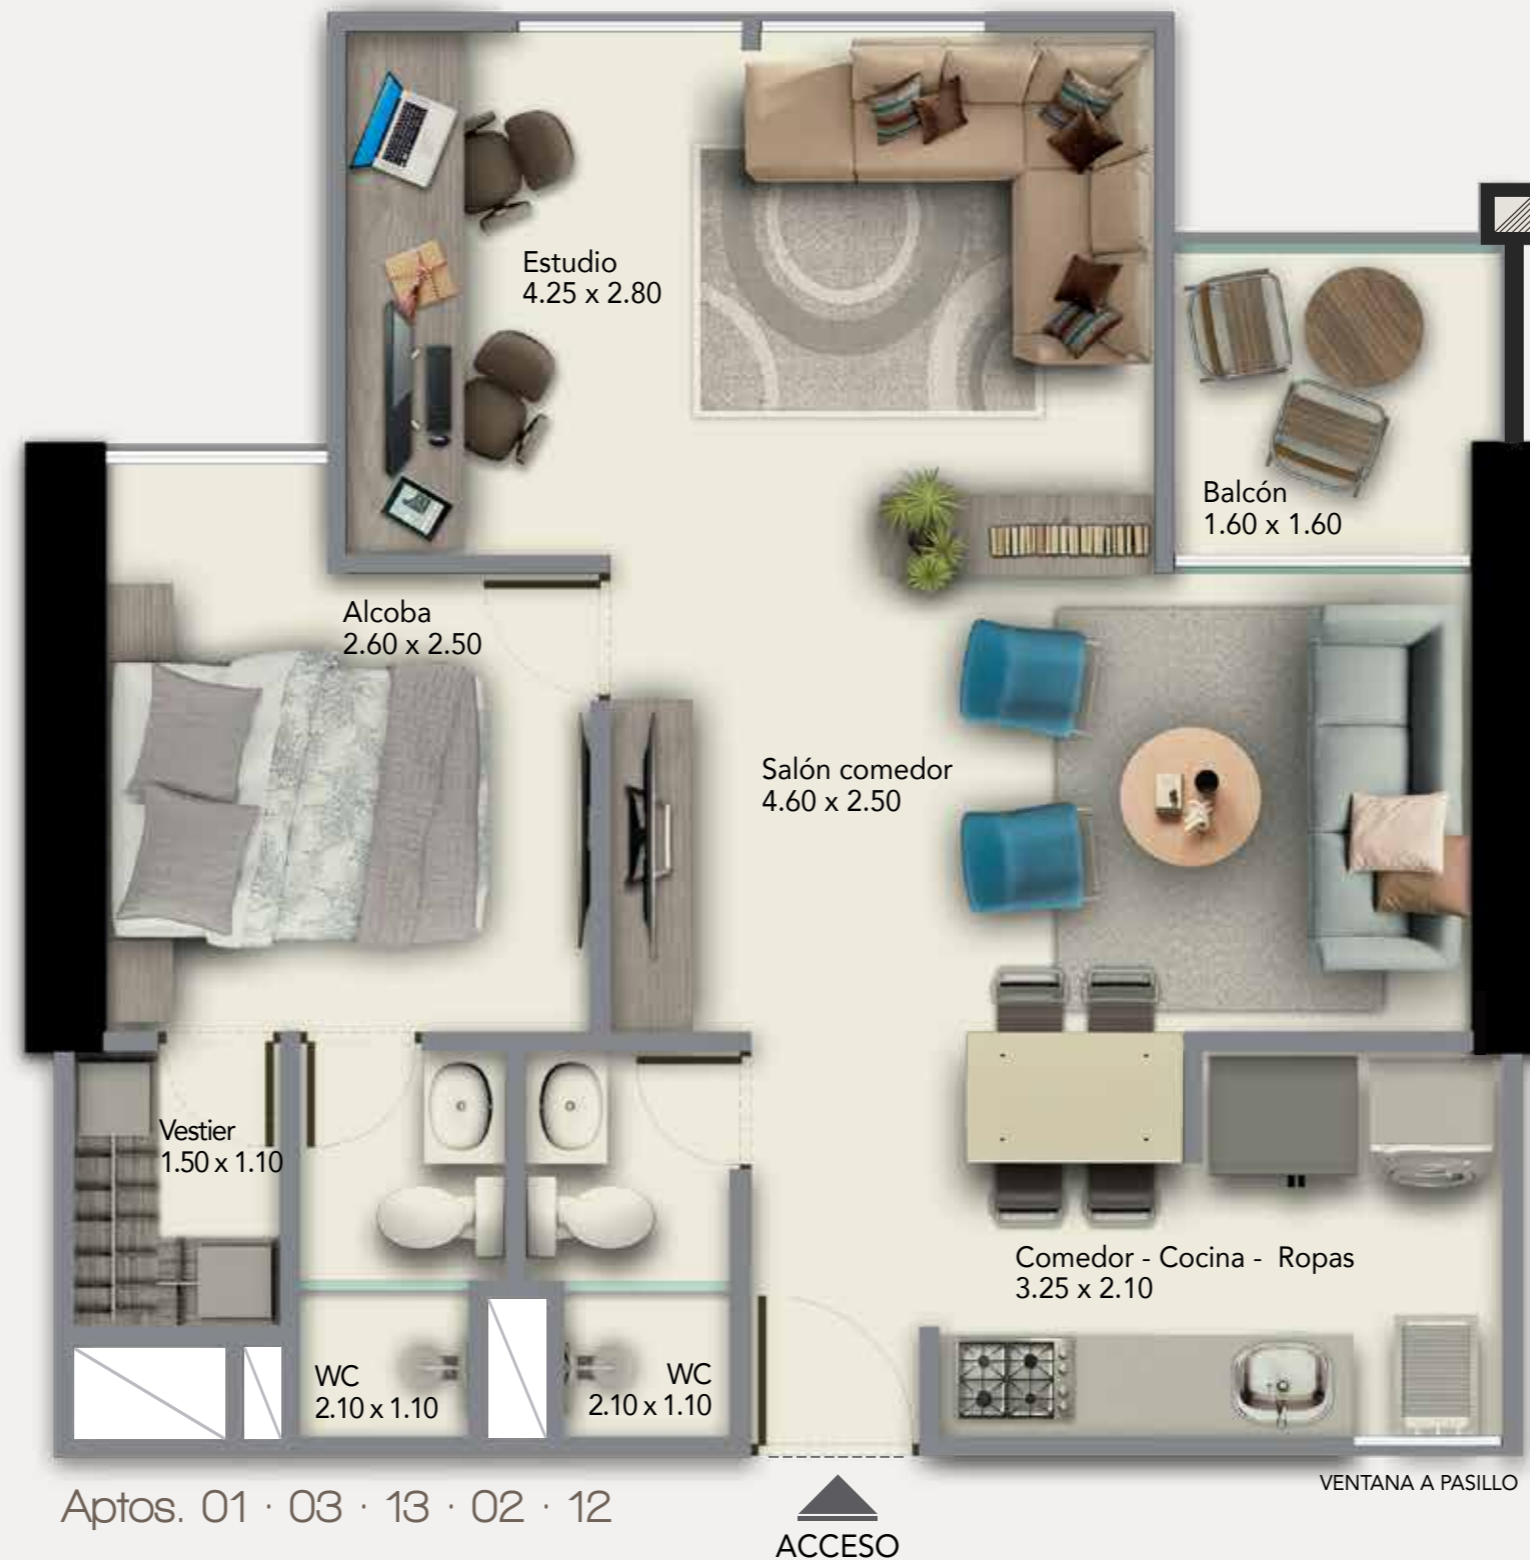 Estudio
4.25 x 2.80
Balcón
1.60 x 1.60
Alcoba
2.60 x 2.50
Salón comedor
4.60 x 2.50
Vestier
1.50 x 1.10
Comedor - Cocina - Ropas
3.25 x 2.10
WC
2.10 x 1.10
WC
2.10 x 1.10
VENTANA A PASILLO
Aptos. 01 · 03 · 13 · 02 · 12
ACCESO